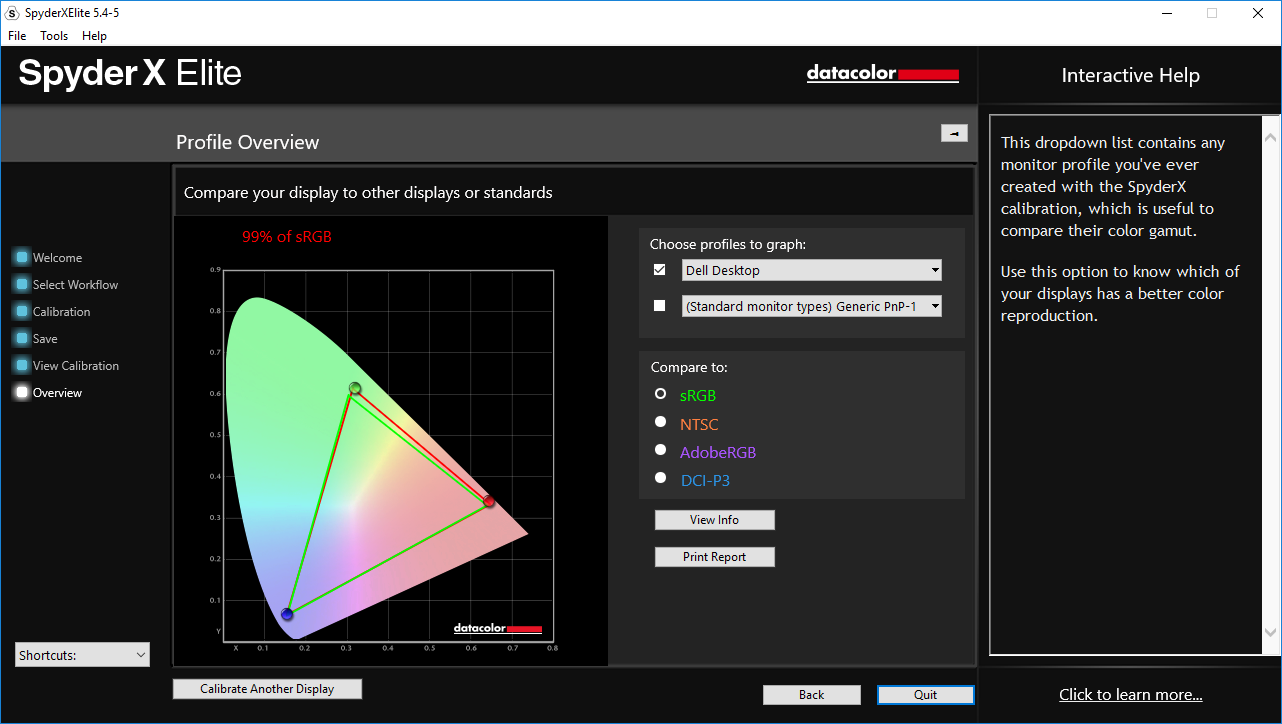 S SpyderXElite 5.4-5
File Tools Help
Spyder X Elite
datacolor
Interactive Help
Profile Overview
Compare your display to other displays or standards
This dropdown list contains any
monitor profile you've ever
created with the SpyderX
calibration, which is useful to
compare their color gamut.
Use this option to know which of
your displays has a better color
reproduction.
Welcome
Select Workflow
Calibration
Save
View Calibration
Overview
99% of sRGB
0.9
0.8
0.7
0.6
0.5
0.4
0.3
0.2
0.1
Y
X 0.1 0.2 0.3 0.4 0.5 0.6 0.7 0.8
datacolor
Choose profiles to graph:
Dell Desktop
(Standard monitor types) Generic PnP-1
Compare to:
sRGB
NTSC
AdobeRGB
DCI-P3
View Info
Print Report
Shortcuts:
Calibrate Another Display
Back
Quit
Click to learn more...